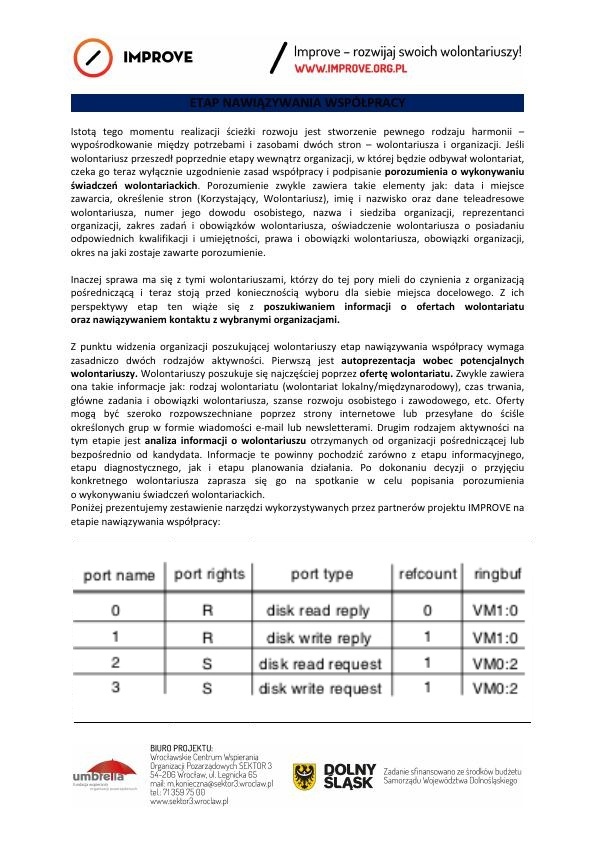 IMPROVE
Improve – rozwijaj swoich wolontariuszy!
WWW.IMPROVE.ORG.PL
ETAP NAWIĄZYWANIA WSPÓŁPRACY
Istotą tego momentu realizacji ścieżki rozwoju jest stworzenie pewnego rodzaju harmonii –
wypośrodkowanie między potrzebami i zasobami dwóch stron – wolontariusza i organizacji. Jeśli
wolontariusz przeszedł poprzednie etapy wewnątrz organizacji, w której będzie odbywał wolontariat,
czeka go teraz wyłącznie uzgodnienie zasad współpracy i podpisanie porozumienia o wykonywaniu
świadczeń wolontariackich. Porozumienie zwykle zawiera takie elementy jak: data i miejsce
zawarcia, określenie stron (Korzystający, Wolontariusz), imię i nazwisko oraz dane teleadresowe
wolontariusza, numer jego dowodu osobistego, nazwa i siedziba organizacji, reprezentanci
organizacji, zakres zadań i obowiązków wolontariusza, oświadczenie wolontariusza o posiadaniu
odpowiednich kwalifikacji i umiejętności, prawa i obowiązki wolontariusza, obowiązki organizacji,
okres na jaki zostaje zawarte porozumienie.
Inaczej sprawa ma się z tymi wolontariuszami, którzy do tej pory mieli do czynienia z organizacją
pośredniczącą i teraz stoją przed koniecznością wyboru dla siebie miejsca docelowego. Z ich
perspektywy etap ten wiąże się z poszukiwaniem informacji o ofertach wolontariatu
oraz nawiązywaniem kontaktu z wybranymi organizacjami.
Z punktu widzenia organizacji poszukującej wolontariuszy etap nawiązywania współpracy wymaga
zasadniczo dwóch rodzajów aktywności. Pierwszą jest autoprezentacja wobec potencjalnych
wolontariuszy. Wolontariuszy poszukuje się najczęściej poprzez ofertę wolontariatu. Zwykle zawiera
ona takie informacje jak: rodzaj wolontariatu (wolontariat lokalny/międzynarodowy), czas trwania,
główne zadania i obowiązki wolontariusza, szanse rozwoju osobistego i zawodowego, etc. Oferty
mogą być szeroko rozpowszechniane poprzez strony internetowe lub przesyłane do ściśle
określonych grup w formie wiadomości e-mail lub newsletterami. Drugim rodzajem aktywności na
tym etapie jest analiza informacji o wolontariuszu otrzymanych od organizacji pośredniczącej lub
bezpośrednio od kandydata. Informacje te powinny pochodzić zarówno z etapu informacyjnego,
etapu diagnostycznego, jak i etapu planowania działania. Po dokonaniu decyzji o przyjęciu
konkretnego wolontariusza zaprasza się go na spotkanie w celu popisania porozumienia
o wykonywaniu świadczeń wolontariackich.
Poniżej prezentujemy zestawienie narzędzi wykorzystywanych przez partnerów projektu IMPROVE na
etapie nawiązywania współpracy:
port name port rights port type refcount ringbuf
0 R disk read reply 0 VM1:0
1 R disk write reply 1 VM1:0
2 S disk read request 1 VM0:2
3 S disk write request 1 VM0:2
umbrella
fundacja wspierania
organizacji pozarządowych
BIURO PROJEKTU:
Wrocławskie Centrum Wspierania
Organizacji Pozarządowych SEKTOR 3
54-206 Wrocław, ul. Legnicka 65
mail: m.konieczna@sektor3.wroclaw.pl
tel.: 71 359 75 00
www.sektor3.wroclaw.pl
DOLNY
ŚLĄSK
Zadanie sfinansowano ze środków budżetu
Samorządu Województwa Dolnośląskiego